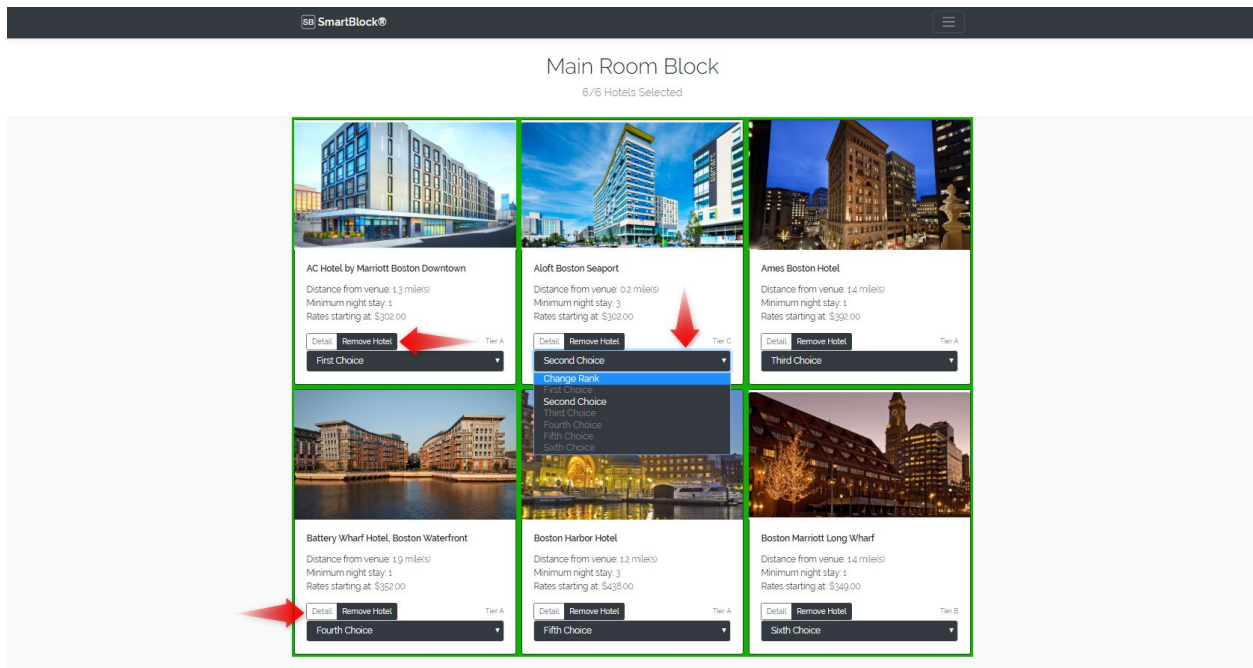 SB SmartBlock®
Main Room Block
6/6 Hotels Selected
AC Hotel by Marriott Boston Downtown
Distance from venue: 1.3 mile(s)
Minimum night stay: 1
Rates starting at: $302.00
Detail Remove Hotel Tier A
First Choice
aloft
Aloft Boston Seaport
Distance from venue: 0.2 mile(s)
Minimum night stay: 3
Rates starting at: $302.00
Detail Remove Hotel Tier C
Second Choice
Change Rank
First Choice
Second Choice
Third Choice
Fourth Choice
Fifth Choice
Sixth Choice
Ames Boston Hotel
Distance from venue: 1.4 mile(s)
Minimum night stay: 1
Rates starting at: $392.00
Detail Remove Hotel Tier A
Third Choice
Battery Wharf Hotel, Boston Waterfront
Distance from venue: 1.9 mile(s)
Minimum night stay: 1
Rates starting at: $352.00
Detail Remove Hotel Tier A
Fourth Choice
Boston Harbor Hotel
Distance from venue: 1.2 mile(s)
Minimum night stay: 3
Rates starting at: $438.00
Detail Remove Hotel Tier A
Fifth Choice
Boston Marriott Long Wharf
Distance from venue: 1.4 mile(s)
Minimum night stay: 1
Rates starting at: $349.00
Detail Remove Hotel Tier B
Sixth Choice